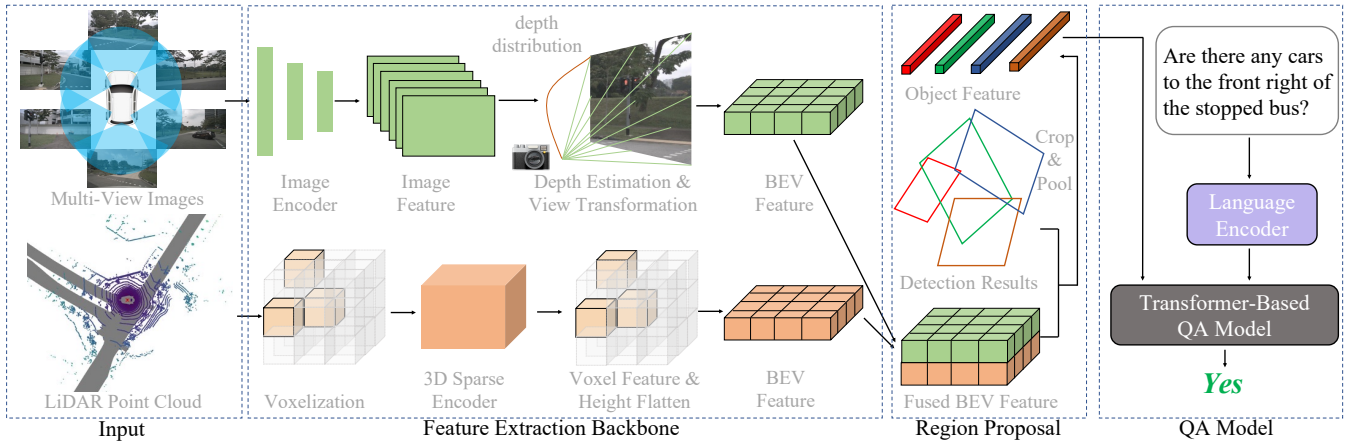 Multi-View Images
LiDAR Point Cloud
Input
Image
Encoder
Image
Feature
depth
distribution
Depth Estimation &
View Transformation
BEV
Feature
Voxelization
3D Sparse
Encoder
Voxel Feature &
Height Flatten
BEV
Feature
Feature Extraction Backbone
Object Feature
Crop
&
Pool
Detection Results
Fused BEV Feature
Region Proposal
Are there any cars
to the front right of
the stopped bus?
Language
Encoder
Transformer-Based
QA Model
Yes
QA Model